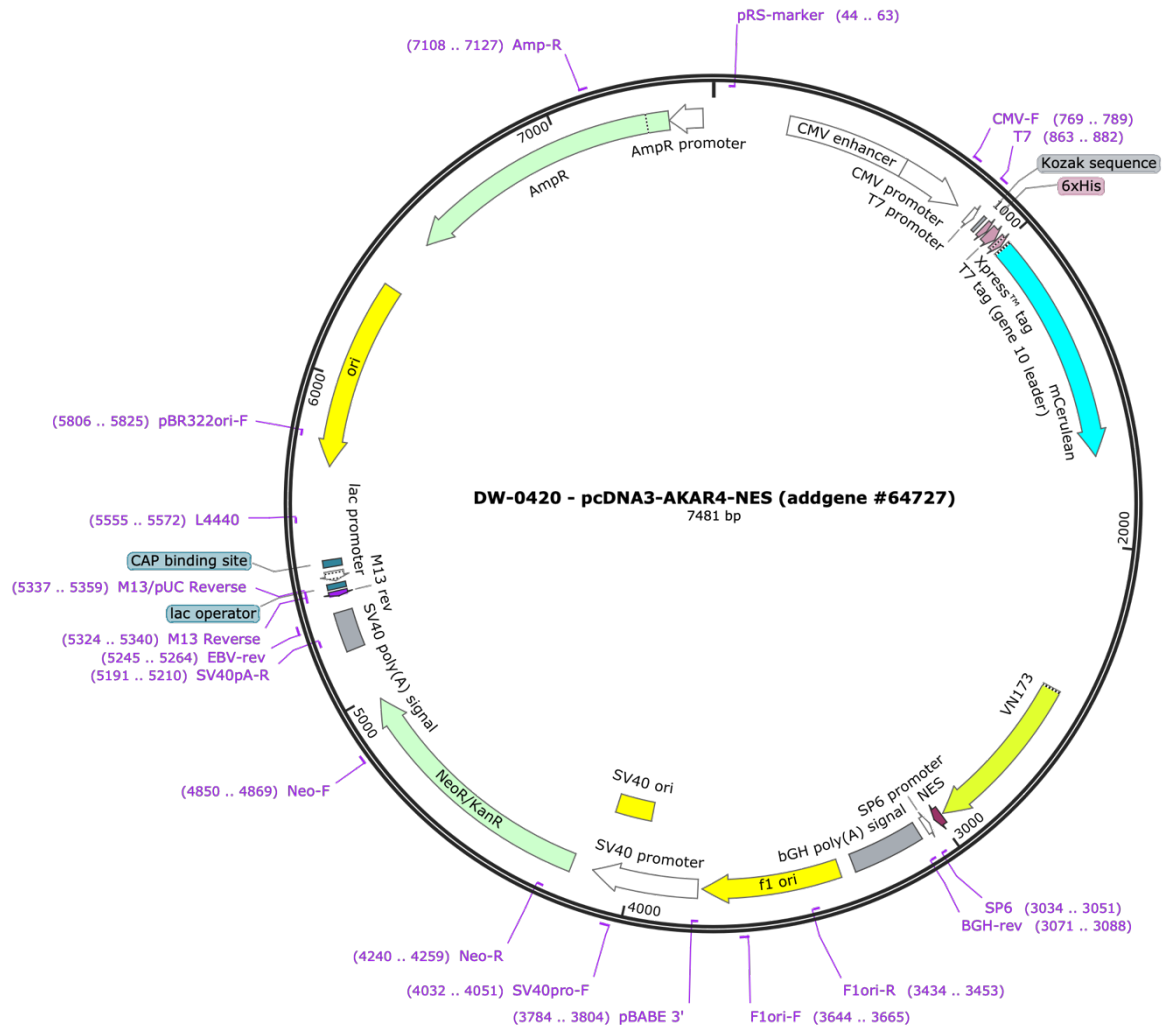 pRS-marker (44 .. 63)
(7108 .. 7127) Amp-R
CMV-F (769 .. 789)
T7 (863 .. 882)
Kozak sequence
6xHis
7000
1000
AmpR promoter
AmpR
CMV enhancer
CMV promoter
T7 promoter
Xpress™ tag
T7 tag (gene 10 leader)
mCerulean
ori
6000
(5806 .. 5825) pBR322ori-F
DW-0420 - pcDNA3-AKAR4-NES (addgene #64727)
7481 bp
2000
(5555 .. 5572) L4440
lac promoter
CAP binding site
M13 rev
(5337 .. 5359) M13/pUC Reverse
lac operator
(5324 .. 5340) M13 Reverse
(5245 .. 5264) EBV-rev
(5191 .. 5210) SV40pA-R
SV40 poly(A) signal
5000
VN173
(4850 .. 4869) Neo-F
NeoR/KanR
SV40 ori
SV40 promoter
SP6 promoter
NES
bGH poly(A) signal
3000
f1 ori
4000
SP6 (3034 .. 3051)
BGH-rev (3071 .. 3088)
(4240 .. 4259) Neo-R
(4032 .. 4051) SV40pro-F
F1ori-R (3434 .. 3453)
(3784 .. 3804) pBABE 3'
F1ori-F (3644 .. 3665)